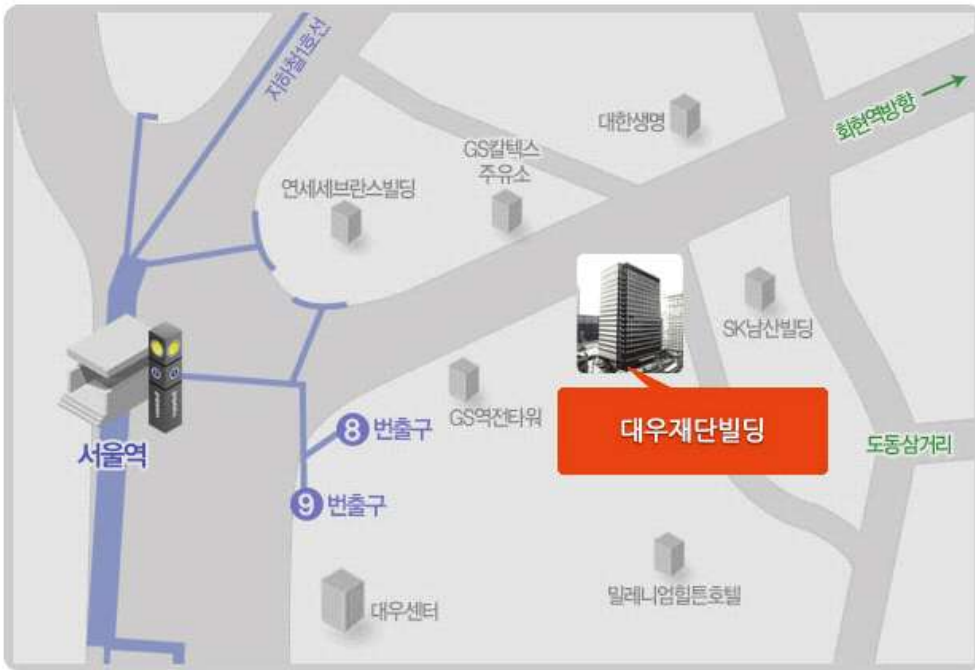 지하철1호선
회현역방향
대한생명
GS칼텍스
주유소
연세세브란스빌딩
SK남산빌딩
GS역전타워
대우재단빌딩
8 번출구
서울역
도동삼거리
9 번출구
밀레니엄힐튼호텔
대우센터